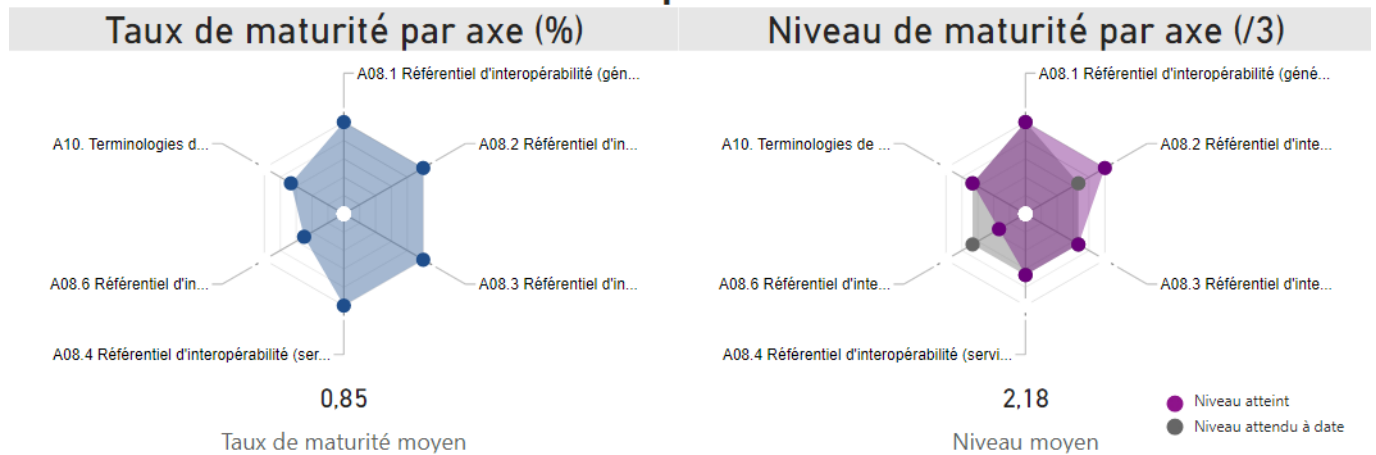 Taux de maturité par axe (%)
A08.1 Référentiel d'interopérabilité (gén...
A10. Terminologies d...
A08.2 Référentiel d'in...
A08.6 Référentiel d'in...
A08.3 Référentiel d'in...
A08.4 Référentiel d'interopérabilité (ser...
0,85
Taux de maturité moyen
Niveau de maturité par axe (/3)
A08.1 Référentiel d'interopérabilité (géné...
A10. Terminologies de ...
A08.2 Référentiel d'inte...
A08.6 Référentiel d'inte...
A08.3 Référentiel d'inte...
A08.4 Référentiel d'interopérabilité (servi...
2,18
Niveau moyen
Niveau atteint
Niveau attendu à date